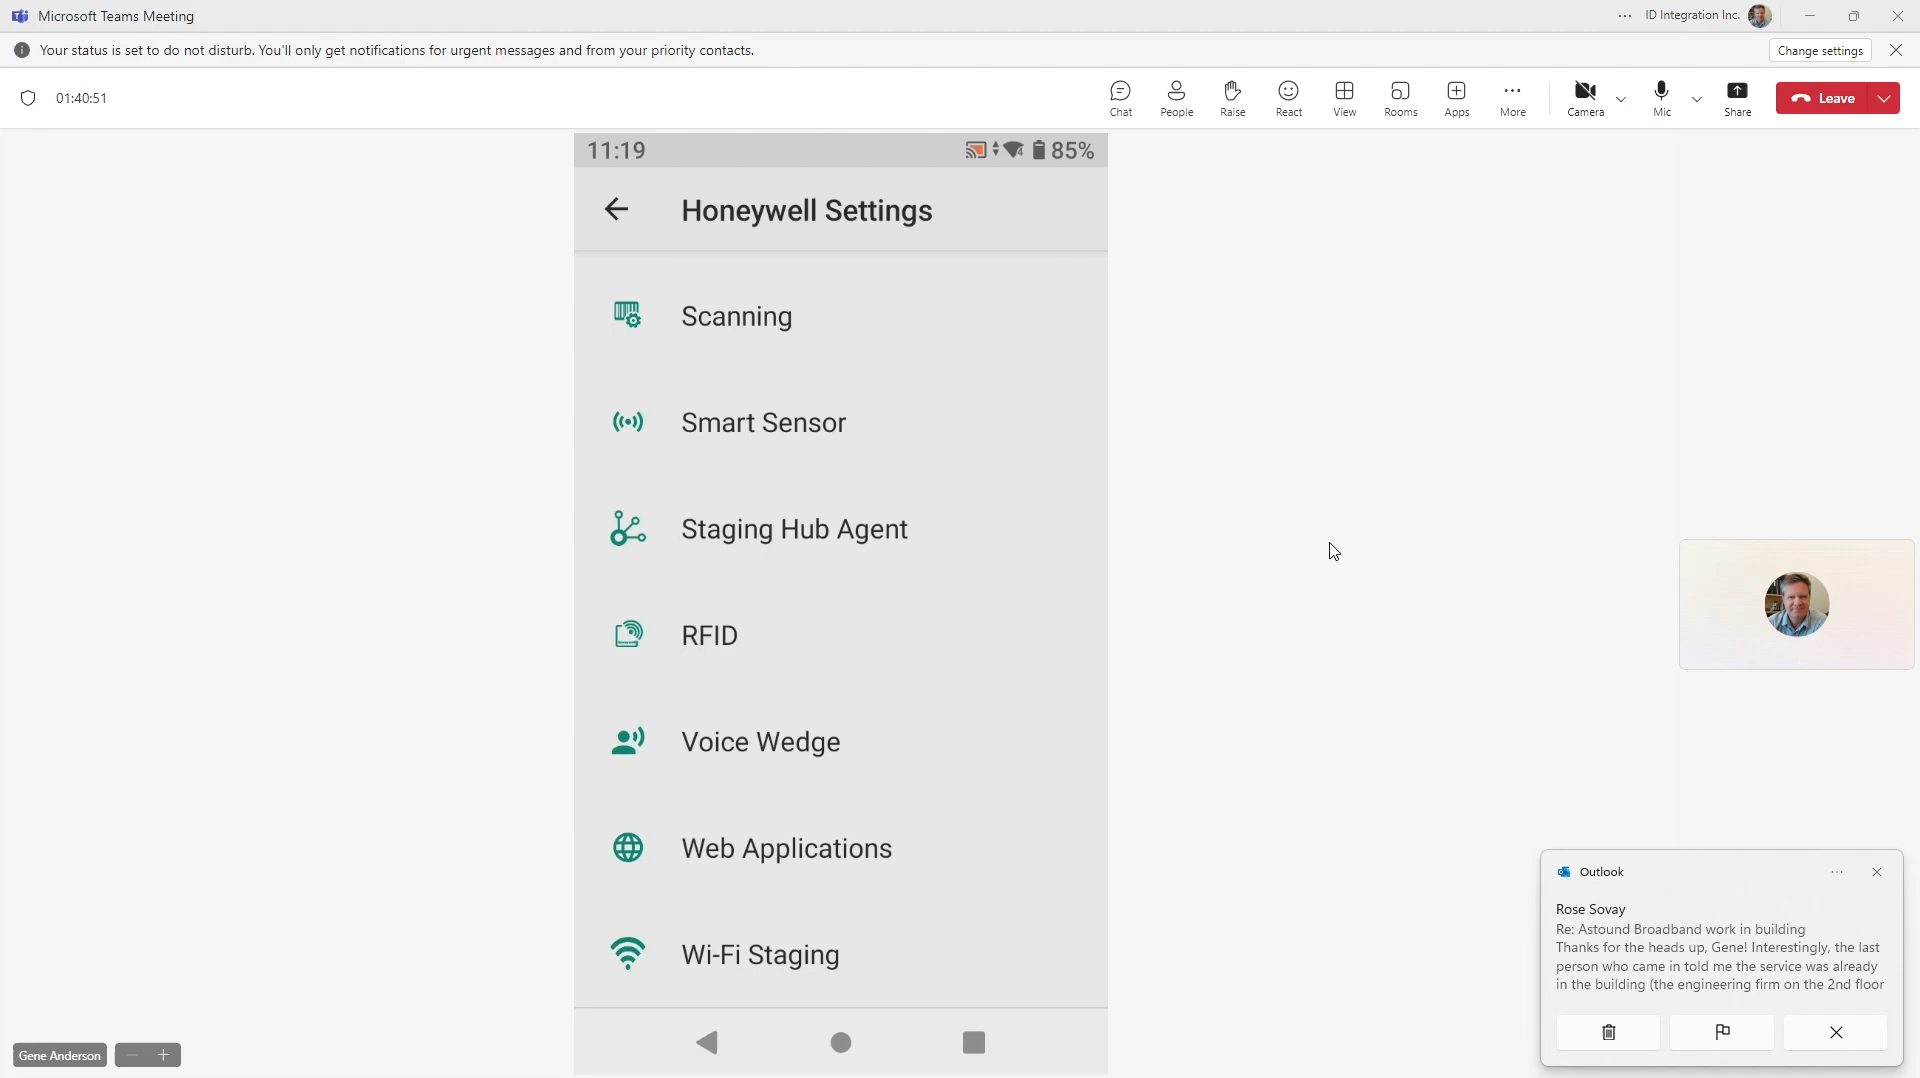 Microsoft Teams Meeting
ID Integration Inc.
Your status is set to do not disturb. You'll only get notifications for urgent messages and from your priority contacts.
Change settings
01:40:51
Chat
People
Raise
React
View
Rooms
Apps
More
Camera
Mic
Share
Leave
11:19
85%
Honeywell Settings
Scanning
Smart Sensor
Staging Hub Agent
RFID
Voice Wedge
Web Applications
Wi-Fi Staging
Outlook
Rose Sovay
Re: Astound Broadband work in building
Thanks for the heads up, Gene! Interestingly, the last
person who came in told me the service was already
in the building (the engineering firm on the 2nd floor
Gene Anderson